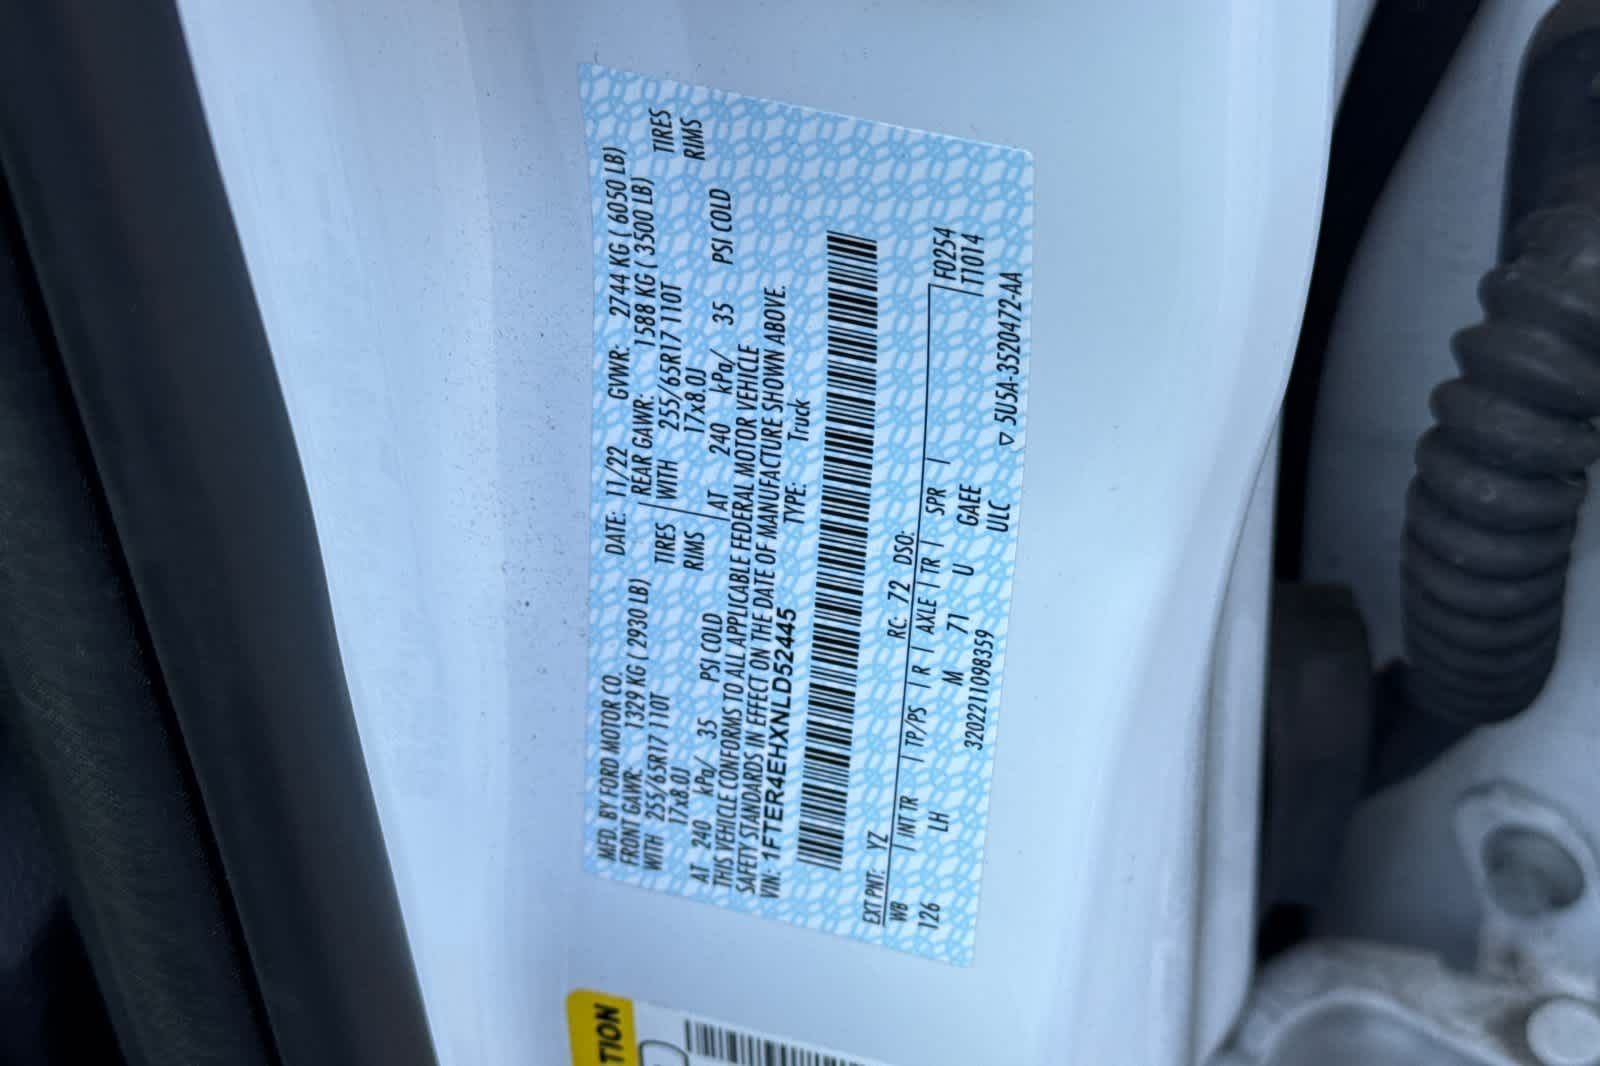 MFD. BY FORD MOTOR CO. DATE: 11/22 GVWR: 2744 KG ( 6050 LB)
FRONT GAWR: 1329 KG ( 2930 LB) REAR GAWR: 1588 KG ( 3500 LB)
WITH 255/65R17 110T TIRES WITH 255/65R17 110T TIRES
17x8.0J RIMS 17x8.0J RIMS
AT 240 kPa/ 35 PSI COLD AT 240 kPa/ 35 PSI COLD
THIS VEHICLE CONFORMS TO ALL APPLICABLE FEDERAL MOTOR VEHICLE
SAFETY STANDARDS IN EFFECT ON THE DATE OF MANUFACTURE SHOWN ABOVE.
VIN: 1FTER4EHXNLD52445 TYPE: Truck
EXT PNT: YZ RC: 72 DSO: F0254
WB INT TR TP/PS R AXLE TR SPR T1014
126 LH M 71 U GAEE
3202211098359 ULC ▽ 5U5A-3520472-AA